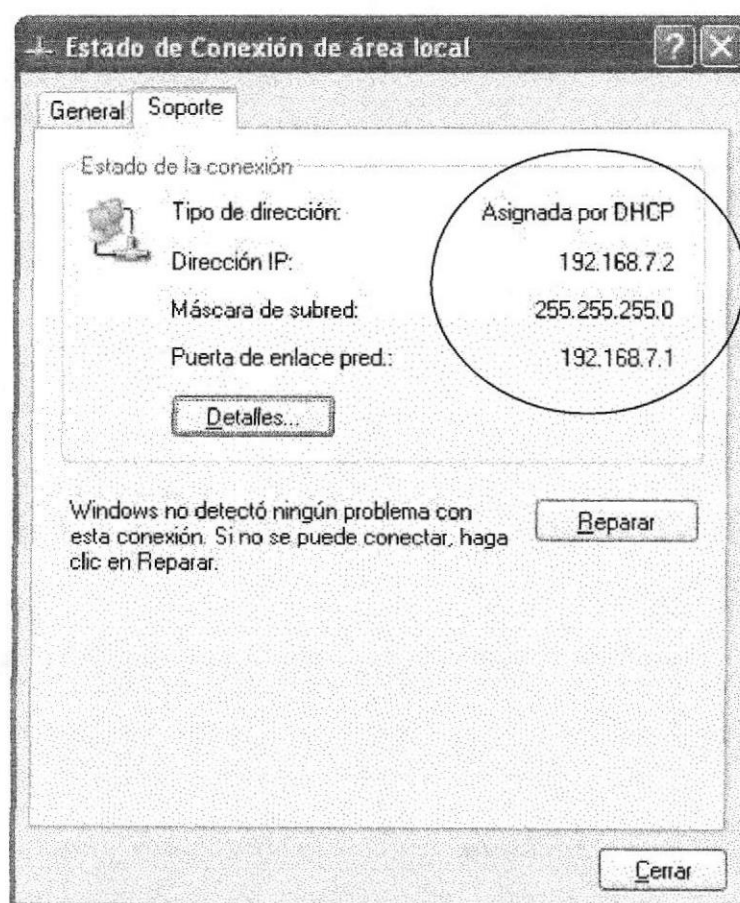 Estado de Conexión de área local
General
Soporte
Estado de la conexión
Tipo de dirección: Asignada por DHCP
Dirección IP: 192.168.7.2
Máscara de subred: 255.255.255.0
Puerta de enlace pred.: 192.168.7.1
Detalles...
Windows no detectó ningún problema con
esta conexión. Si no se puede conectar, haga
clic en Reparar.
Reparar
Cerrar